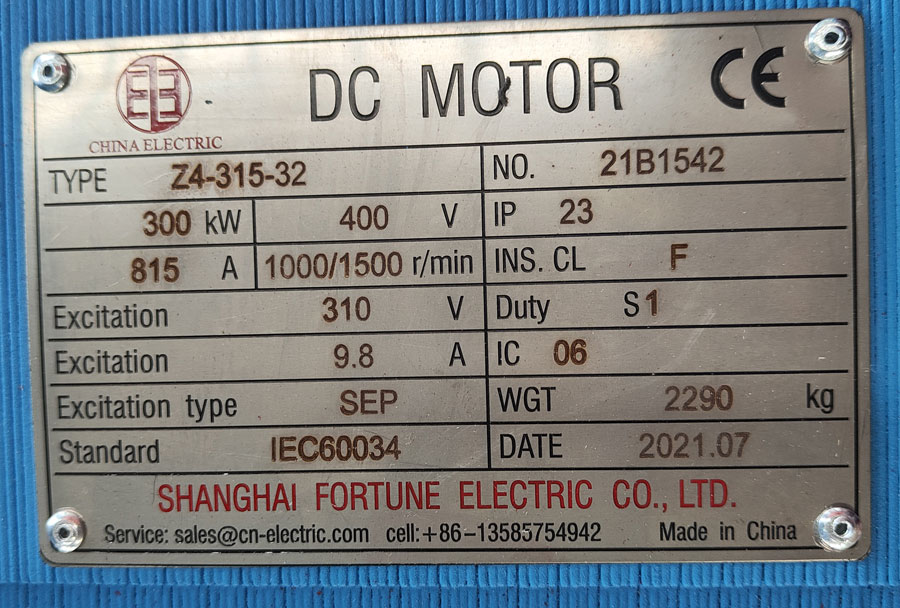 DC MOTOR CE
CHINA ELECTRIC
TYPE Z4-315-32 NO. 21B1542
300 kW 400 V IP 23
815 A 1000/1500 r/min INS. CL F
Excitation 310 V Duty S1
Excitation 9.8 A IC 06
Excitation type SEP WGT 2290 kg
Standard IEC60034 DATE 2021.07
SHANGHAI FORTUNE ELECTRIC CO., LTD.
Service: sales@cn-electric.com cell:+86-13585754942 Made in China